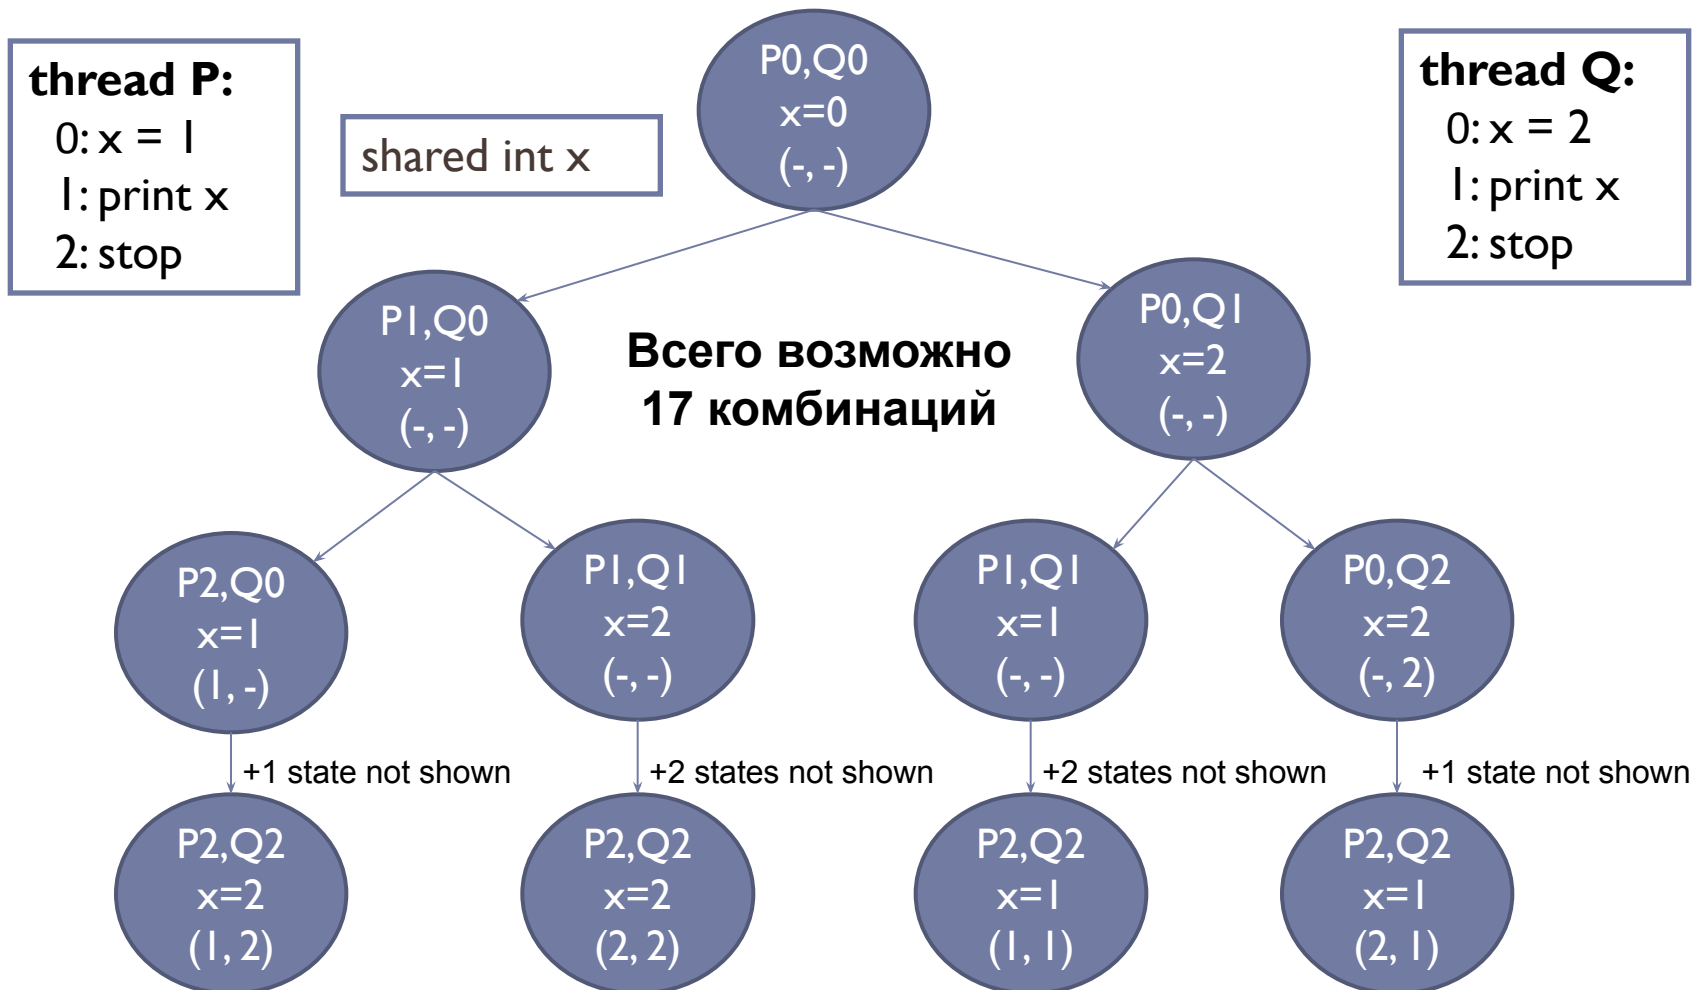 thread P:
0: x = 1
1: print x
2: stop
shared int x
P0,Q0
x=0
(-, -)
thread Q:
0: x = 2
1: print x
2: stop
P1,Q0
x=1
(-, -)
Всего возможно
17 комбинаций
P0,Q1
x=2
(-, -)
P2,Q0
x=1
(1, -)
P1,Q1
x=2
(-, -)
P1,Q1
x=1
(-, -)
P0,Q2
x=2
(-, 2)
+1 state not shown
+2 states not shown
+2 states not shown
+1 state not shown
P2,Q2
x=2
(1, 2)
P2,Q2
x=2
(2, 2)
P2,Q2
x=1
(1, 1)
P2,Q2
x=1
(2, 1)